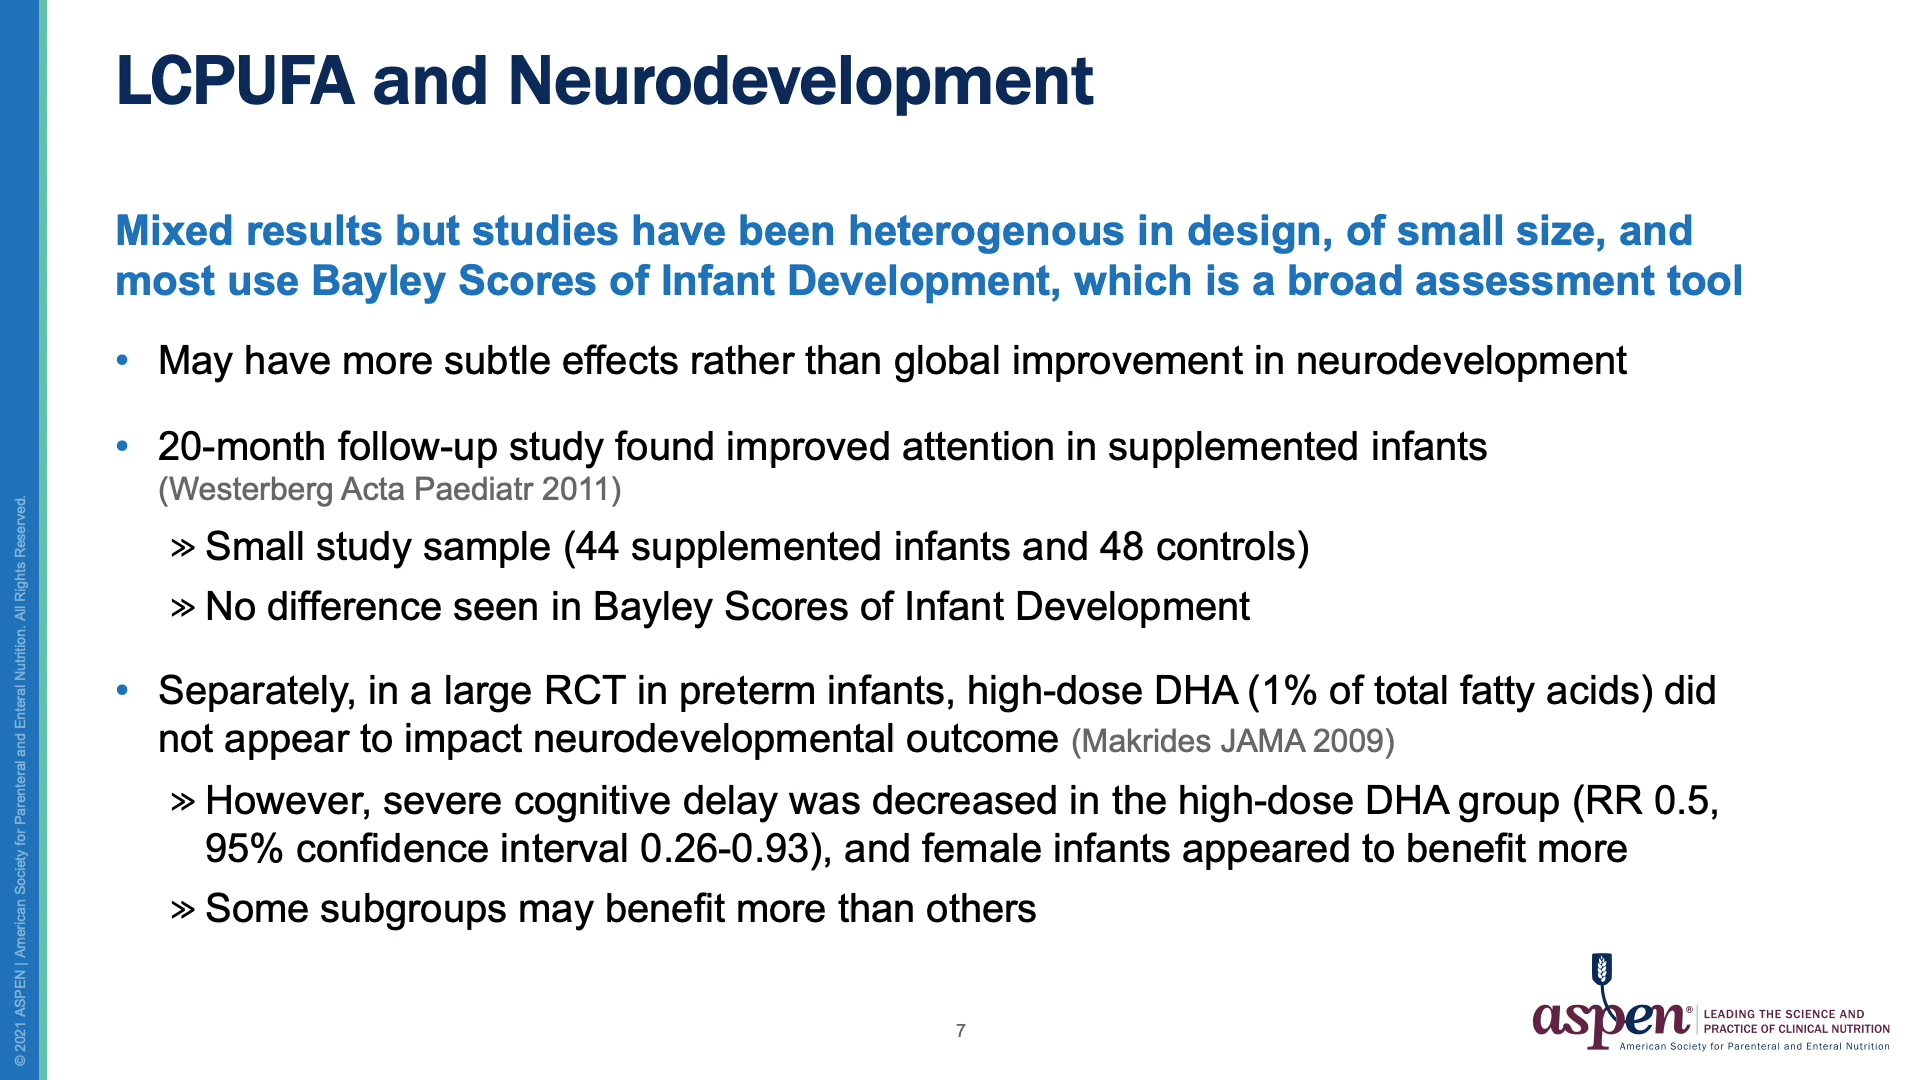 LCPUFA and Neurodevelopment
Mixed results but studies have been heterogenous in design, of small size, and
most use Bayley Scores of Infant Development, which is a broad assessment tool
• May have more subtle effects rather than global improvement in neurodevelopment
• 20-month follow-up study found improved attention in supplemented infants
(Westerberg Acta Paediatr 2011)
» Small study sample (44 supplemented infants and 48 controls)
» No difference seen in Bayley Scores of Infant Development
• Separately, in a large RCT in preterm infants, high-dose DHA (1% of total fatty acids) did
not appear to impact neurodevelopmental outcome (Makrides JAMA 2009)
» However, severe cognitive delay was decreased in the high-dose DHA group (RR 0.5,
95% confidence interval 0.26-0.93), and female infants appeared to benefit more
» Some subgroups may benefit more than others
© 2021 ASPEN | American Society for Parenteral and Enteral Nutrition. All Rights Reserved.
7
aspen®
LEADING THE SCIENCE AND
PRACTICE OF CLINICAL NUTRITION
American Society for Parenteral and Enteral Nutrition